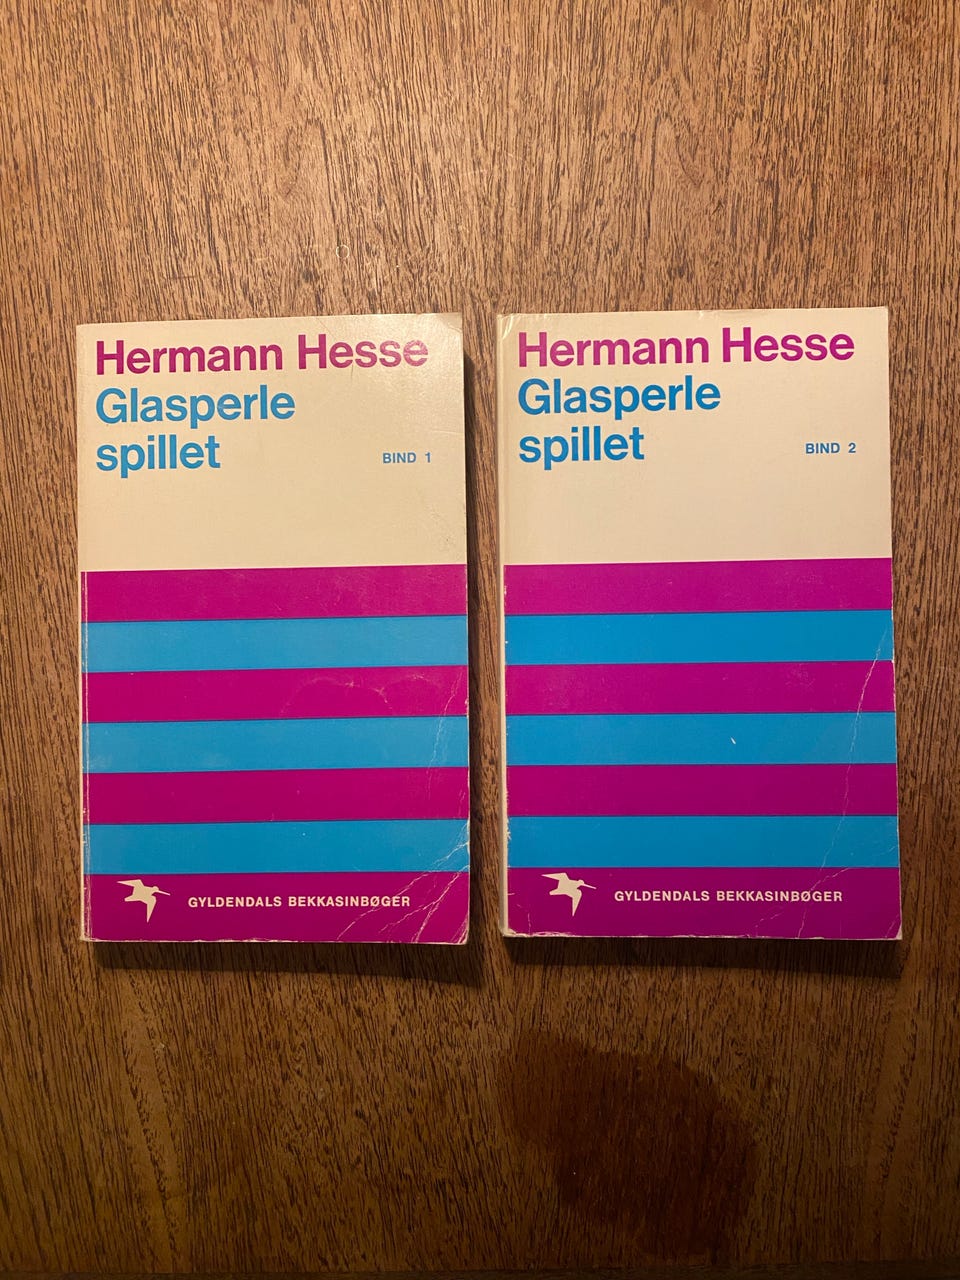 Hermann Hesse
Glasperle
spillet
BIND 1
GYLDENDALS BEKKASINBØGER
Hermann Hesse
Glasperle
spillet
BIND 2
GYLDENDALS BEKKASINBØGER